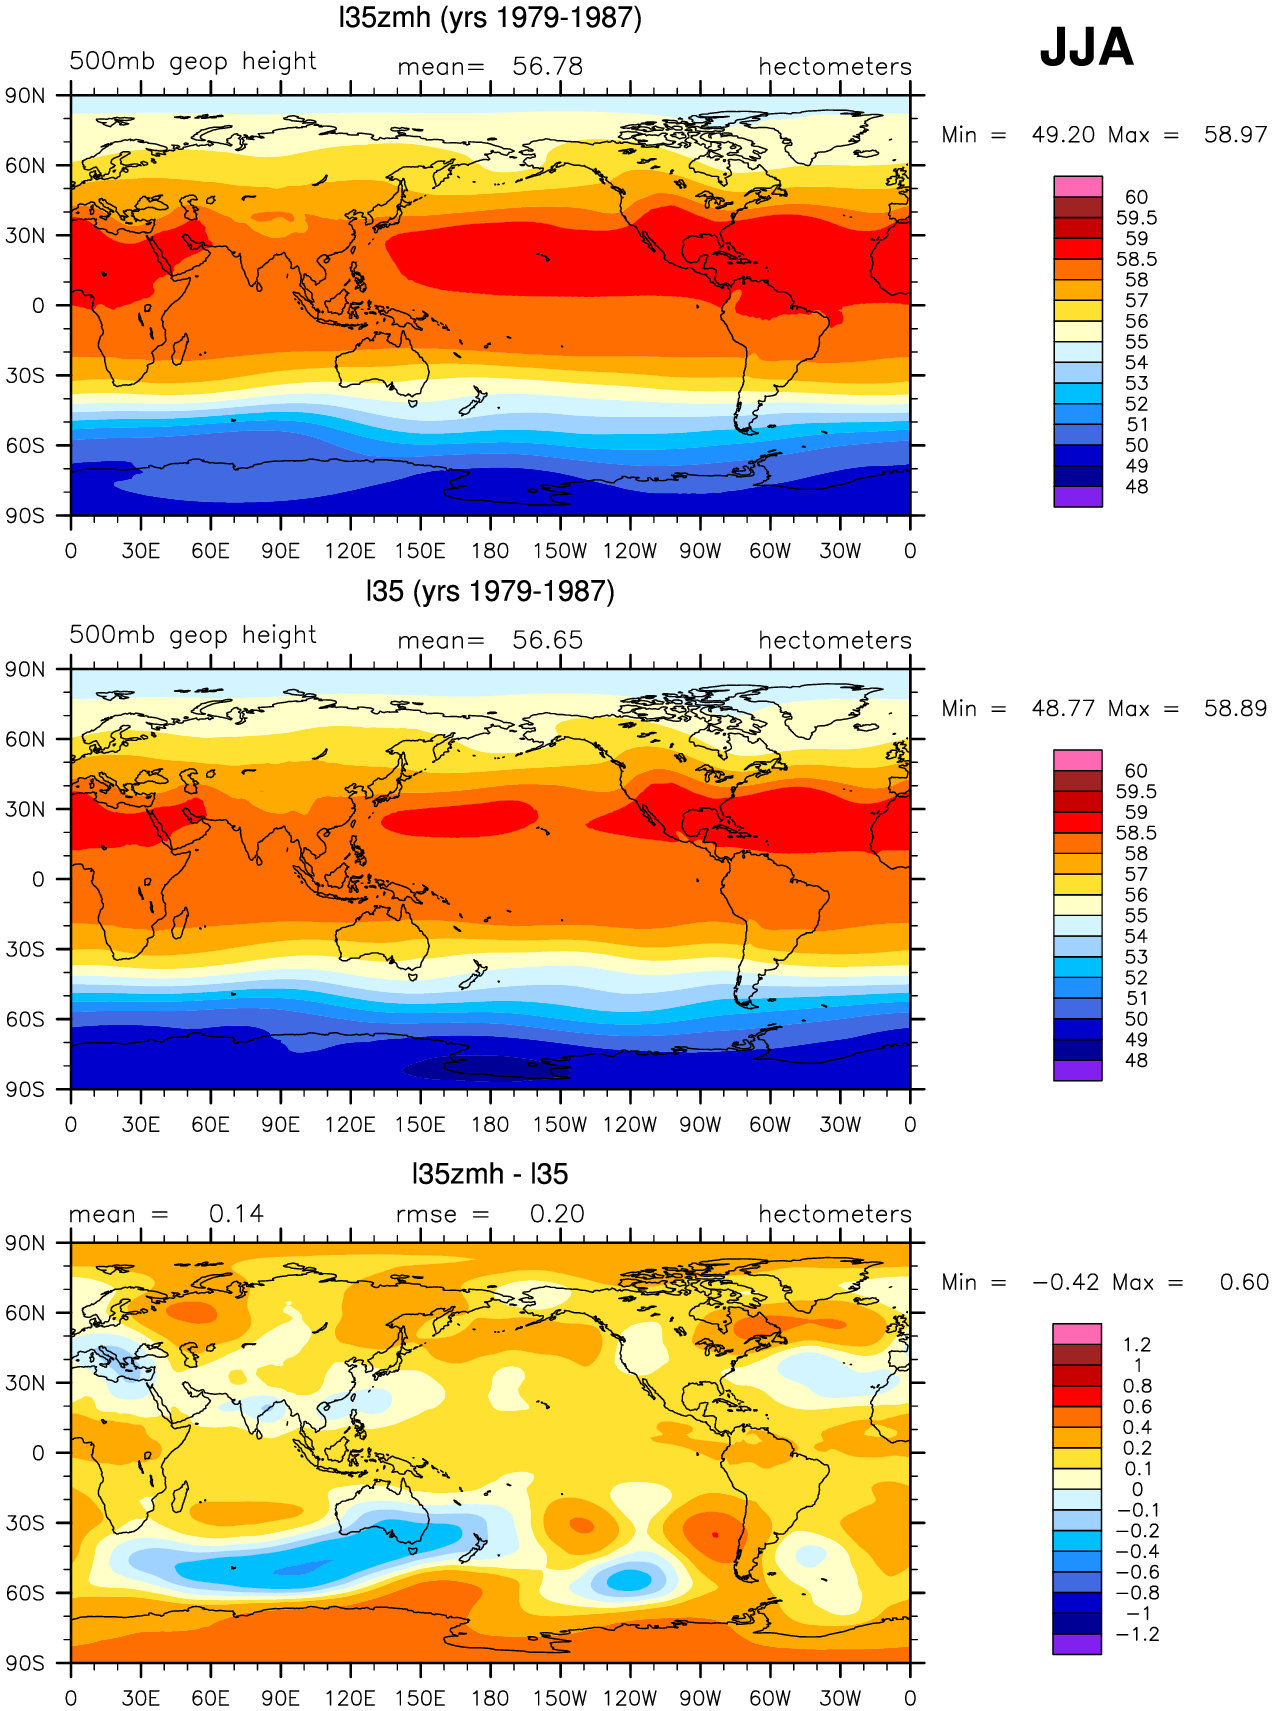 l35zmh (yrs 1979-1987)
JJA
500mb geop height mean= 56.78 hectometers
Min = 49.20 Max = 58.97
90N
60N
30N
0
30S
60S
90S
0 30E 60E 90E 120E 150E 180 150W 120W 90W 60W 30W 0
60
59.5
59
58.5
58
57
56
55
54
53
52
51
50
49
48
l35 (yrs 1979-1987)
500mb geop height mean= 56.65 hectometers
Min = 48.77 Max = 58.89
90N
60N
30N
0
30S
60S
90S
0 30E 60E 90E 120E 150E 180 150W 120W 90W 60W 30W 0
60
59.5
59
58.5
58
57
56
55
54
53
52
51
50
49
48
l35zmh - l35
mean = 0.14 rmse = 0.20 hectometers
Min = −0.42 Max = 0.60
90N
60N
30N
0
30S
60S
90S
0 30E 60E 90E 120E 150E 180 150W 120W 90W 60W 30W 0
1.2
1
0.8
0.6
0.4
0.2
0.1
0
−0.1
−0.2
−0.4
−0.6
−0.8
−1
−1.2